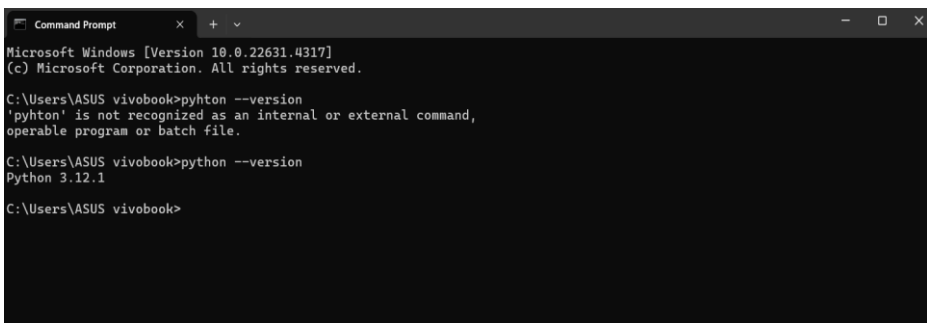 Command Prompt
Microsoft Windows [Version 10.0.22631.4317]
(c) Microsoft Corporation. All rights reserved.
C:\Users\ASUS vivobook>pyhton --version
'pyhton' is not recognized as an internal or external command,
operable program or batch file.
C:\Users\ASUS vivobook>python --version
Python 3.12.1
C:\Users\ASUS vivobook>